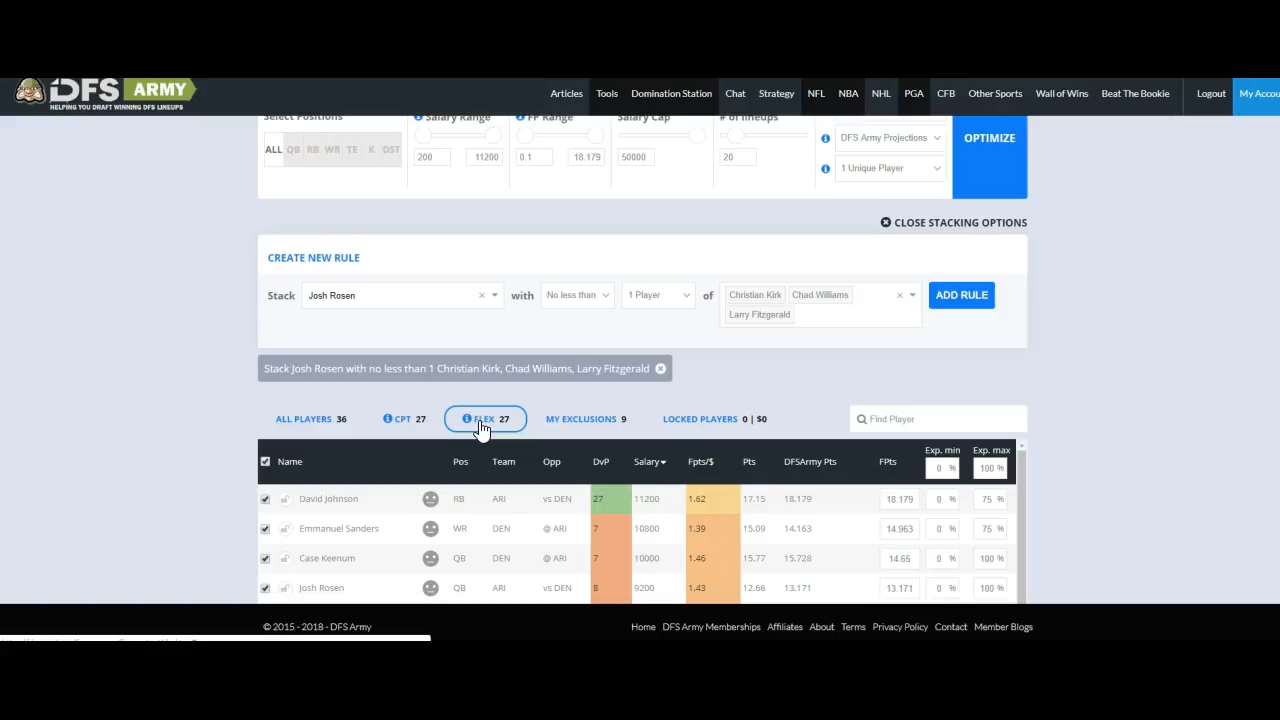 DFS ARMY
HELPING YOU DRAFT WINNING DFS LINEUPS
Articles Tools Domination Station Chat Strategy NFL NBA NHL PGA CFB Other Sports Wall of Wins Beat The Bookie Logout My Accou
Select Positions Salary Range FP Range Salary Cap # of lineups
ALL QB RB WR TE K DST
200 11200 0.1 18.179 50000 20
DFS Army Projections
1 Unique Player
OPTIMIZE
CLOSE STACKING OPTIONS
CREATE NEW RULE
Stack Josh Rosen × with No less than 1 Player of Christian Kirk Chad Williams × ADD RULE
Larry Fitzgerald
Stack Josh Rosen with no less than 1 Christian Kirk, Chad Williams, Larry Fitzgerald
ALL PLAYERS 36 CPT 27 FLEX 27 MY EXCLUSIONS 9 LOCKED PLAYERS 0 | $0 Find Player
Name Pos Team Opp DvP Salary Fpts/$ Pts DFSArmy Pts FPts Exp. min Exp. max
0 % 100 %
David Johnson RB ARI vs DEN 27 11200 1.62 17.15 18.179 18.179 0 % 75 %
Emmanuel Sanders WR DEN @ ARI 7 10800 1.39 15.09 14.163 14.963 0 % 75 %
Case Keenum QB DEN @ ARI 7 10000 1.46 15.77 15.728 14.65 0 % 100 %
Josh Rosen QB ARI vs DEN 8 9200 1.43 12.66 13.171 13.171 0 % 100 %
© 2015 - 2018 - DFS Army Home DFS Army Memberships Affiliates About Terms Privacy Policy Contact Member Blogs